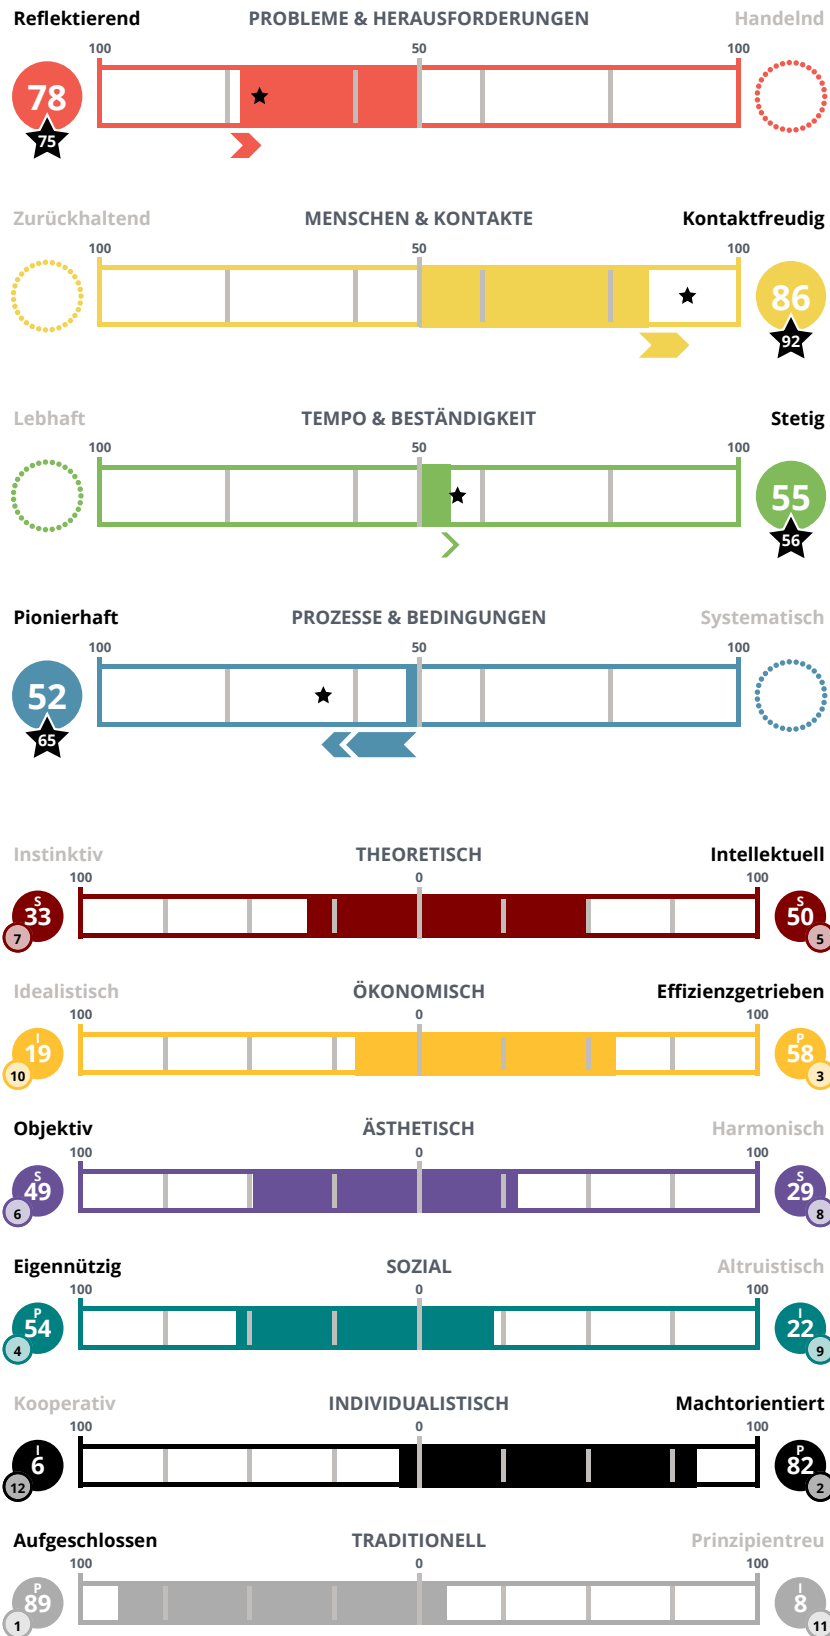 Reflektierend PROBLEME & HERAUSFORDERUNGEN Handelnd
100 50 100
78
75
Zurückhaltend MENSCHEN & KONTAKTE Kontaktfreudig
100 50 100
86
92
Lebhaft TEMPO & BESTÄNDIGKEIT Stetig
100 50 100
55
56
Pionierhaft PROZESSE & BEDINGUNGEN Systematisch
100 50 100
52
65
Instinktiv THEORETISCH Intellektuell
100 0 100
S S
33 50
7 5
Idealistisch ÖKONOMISCH Effizienzgetrieben
100 0 100
I P
19 58
10 3
Objektiv ÄSTHETISCH Harmonisch
100 0 100
S S
49 29
6 8
Eigennützig SOZIAL Altruistisch
100 0 100
P I
54 22
4 9
Kooperativ INDIVIDUALISTISCH Machtorientiert
100 0 100
I P
6 82
12 2
Aufgeschlossen TRADITIONELL Prinzipientreu
100 0 100
P I
89 8
1 11